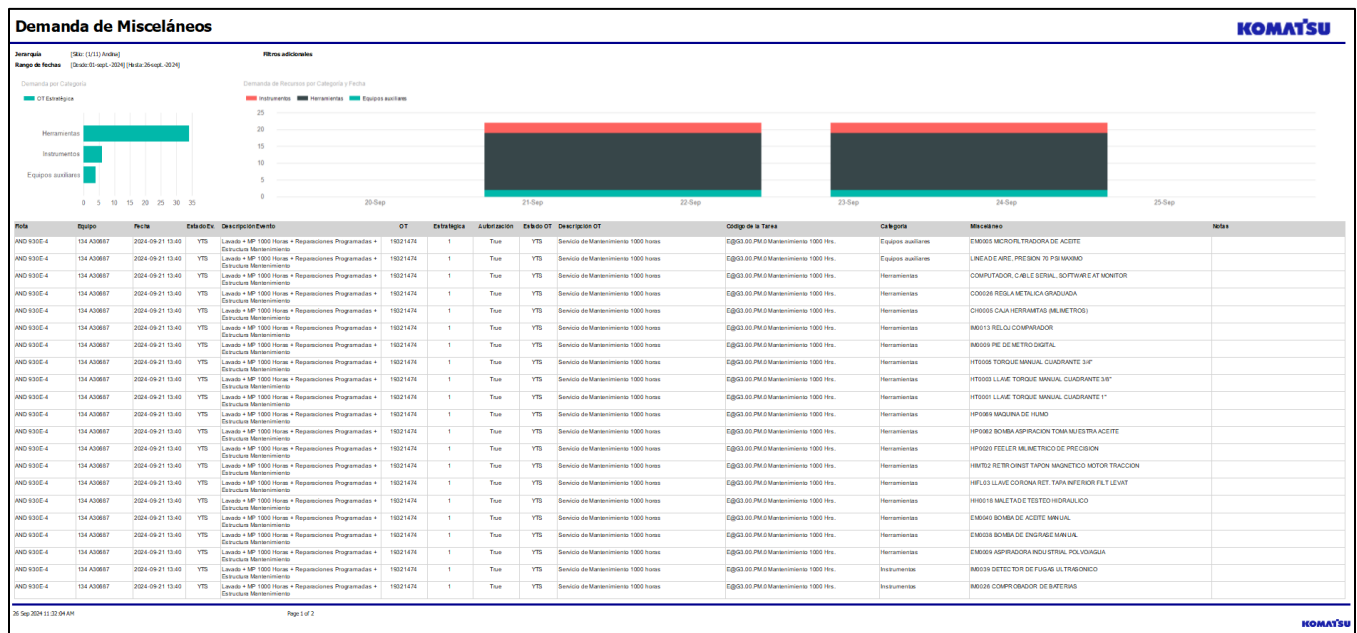 Demanda de Misceláneos
KOMATSU
Jerarquía [Sitio: (1/11) Andina] Filtros adicionales
Rango de fechas [Desde:01-sept.-2024] [Hasta:26-sept.-2024]
Demanda por Categoría
OT Estratégica
Herramientas
Instrumentos
Equipos auxiliares
0 5 10 15 20 25 30 35
Demanda de Recursos por Categoría y Fecha
Instrumentos Herramientas Equipos auxiliares
25
20
15
10
5
0
20-Sep 21-Sep 22-Sep 23-Sep 24-Sep 25-Sep
Flota Equipo Fecha Estado Ev. Descripción Evento OT Estratégica Autorización Estado OT Descripción OT Código de la Tarea Categoría Misceláneo Notas
AND 930E-4 134 A30687 2024-09-21 13:40 YTS Lavado + MP 1000 Horas + Reparaciones Programadas + 19321474 1 True YTS Servicio de Mantenimiento 1000 horas E@G3.00.PM.0 Mantenimiento 1000 Hrs. Equipos auxiliares EM0005 MICROFILTRADORA DE ACEITE
Estructura Mantenimiento
AND 930E-4 134 A30687 2024-09-21 13:40 YTS Lavado + MP 1000 Horas + Reparaciones Programadas + 19321474 1 True YTS Servicio de Mantenimiento 1000 horas E@G3.00.PM.0 Mantenimiento 1000 Hrs. Equipos auxiliares LINEA DE AIRE, PRESION 70 PSI MAXIMO
Estructura Mantenimiento
AND 930E-4 134 A30687 2024-09-21 13:40 YTS Lavado + MP 1000 Horas + Reparaciones Programadas + 19321474 1 True YTS Servicio de Mantenimiento 1000 horas E@G3.00.PM.0 Mantenimiento 1000 Hrs. Herramientas COMPUTADOR, CABLE SERIAL, SOFTWARE AT MONITOR
Estructura Mantenimiento
AND 930E-4 134 A30687 2024-09-21 13:40 YTS Lavado + MP 1000 Horas + Reparaciones Programadas + 19321474 1 True YTS Servicio de Mantenimiento 1000 horas E@G3.00.PM.0 Mantenimiento 1000 Hrs. Herramientas CO0026 REGLA METALICA GRADUADA
Estructura Mantenimiento
AND 930E-4 134 A30687 2024-09-21 13:40 YTS Lavado + MP 1000 Horas + Reparaciones Programadas + 19321474 1 True YTS Servicio de Mantenimiento 1000 horas E@G3.00.PM.0 Mantenimiento 1000 Hrs. Herramientas CH0005 CAJA HERRAMITAS (MILIMETROS)
Estructura Mantenimiento
AND 930E-4 134 A30687 2024-09-21 13:40 YTS Lavado + MP 1000 Horas + Reparaciones Programadas + 19321474 1 True YTS Servicio de Mantenimiento 1000 horas E@G3.00.PM.0 Mantenimiento 1000 Hrs. Herramientas IM0013 RELOJ COMPARADOR
Estructura Mantenimiento
AND 930E-4 134 A30687 2024-09-21 13:40 YTS Lavado + MP 1000 Horas + Reparaciones Programadas + 19321474 1 True YTS Servicio de Mantenimiento 1000 horas E@G3.00.PM.0 Mantenimiento 1000 Hrs. Herramientas IM0009 PIE DE METRO DIGITAL
Estructura Mantenimiento
AND 930E-4 134 A30687 2024-09-21 13:40 YTS Lavado + MP 1000 Horas + Reparaciones Programadas + 19321474 1 True YTS Servicio de Mantenimiento 1000 horas E@G3.00.PM.0 Mantenimiento 1000 Hrs. Herramientas HT0005 TORQUE MANUAL CUADRANTE 3/4"
Estructura Mantenimiento
AND 930E-4 134 A30687 2024-09-21 13:40 YTS Lavado + MP 1000 Horas + Reparaciones Programadas + 19321474 1 True YTS Servicio de Mantenimiento 1000 horas E@G3.00.PM.0 Mantenimiento 1000 Hrs. Herramientas HT0003 LLAVE TORQUE MANUAL CUADRANTE 3/8"
Estructura Mantenimiento
AND 930E-4 134 A30687 2024-09-21 13:40 YTS Lavado + MP 1000 Horas + Reparaciones Programadas + 19321474 1 True YTS Servicio de Mantenimiento 1000 horas E@G3.00.PM.0 Mantenimiento 1000 Hrs. Herramientas HT0001 LLAVE TORQUE MANUAL CUADRANTE 1"
Estructura Mantenimiento
AND 930E-4 134 A30687 2024-09-21 13:40 YTS Lavado + MP 1000 Horas + Reparaciones Programadas + 19321474 1 True YTS Servicio de Mantenimiento 1000 horas E@G3.00.PM.0 Mantenimiento 1000 Hrs. Herramientas HP0089 MAQUINA DE HUMO
Estructura Mantenimiento
AND 930E-4 134 A30687 2024-09-21 13:40 YTS Lavado + MP 1000 Horas + Reparaciones Programadas + 19321474 1 True YTS Servicio de Mantenimiento 1000 horas E@G3.00.PM.0 Mantenimiento 1000 Hrs. Herramientas HP0062 BOMBA ASPIRACION TOMA MUESTRA ACEITE
Estructura Mantenimiento
AND 930E-4 134 A30687 2024-09-21 13:40 YTS Lavado + MP 1000 Horas + Reparaciones Programadas + 19321474 1 True YTS Servicio de Mantenimiento 1000 horas E@G3.00.PM.0 Mantenimiento 1000 Hrs. Herramientas HP0020 FEELER MILIMETRICO DE PRECISION
Estructura Mantenimiento
AND 930E-4 134 A30687 2024-09-21 13:40 YTS Lavado + MP 1000 Horas + Reparaciones Programadas + 19321474 1 True YTS Servicio de Mantenimiento 1000 horas E@G3.00.PM.0 Mantenimiento 1000 Hrs. Herramientas HIMT02 RETIRO/INST TAPON MAGNETICO MOTOR TRACCION
Estructura Mantenimiento
AND 930E-4 134 A30687 2024-09-21 13:40 YTS Lavado + MP 1000 Horas + Reparaciones Programadas + 19321474 1 True YTS Servicio de Mantenimiento 1000 horas E@G3.00.PM.0 Mantenimiento 1000 Hrs. Herramientas HIFL03 LLAVE CORONA RET. TAPA INFERIOR FILT LEVAT
Estructura Mantenimiento
AND 930E-4 134 A30687 2024-09-21 13:40 YTS Lavado + MP 1000 Horas + Reparaciones Programadas + 19321474 1 True YTS Servicio de Mantenimiento 1000 horas E@G3.00.PM.0 Mantenimiento 1000 Hrs. Herramientas HH0018 MALETA DE TESTEO HIDRAULICO
Estructura Mantenimiento
AND 930E-4 134 A30687 2024-09-21 13:40 YTS Lavado + MP 1000 Horas + Reparaciones Programadas + 19321474 1 True YTS Servicio de Mantenimiento 1000 horas E@G3.00.PM.0 Mantenimiento 1000 Hrs. Herramientas EM0040 BOMBA DE ACEITE MANUAL
Estructura Mantenimiento
AND 930E-4 134 A30687 2024-09-21 13:40 YTS Lavado + MP 1000 Horas + Reparaciones Programadas + 19321474 1 True YTS Servicio de Mantenimiento 1000 horas E@G3.00.PM.0 Mantenimiento 1000 Hrs. Herramientas EM0038 BOMBA DE ENGRASE MANUAL
Estructura Mantenimiento
AND 930E-4 134 A30687 2024-09-21 13:40 YTS Lavado + MP 1000 Horas + Reparaciones Programadas + 19321474 1 True YTS Servicio de Mantenimiento 1000 horas E@G3.00.PM.0 Mantenimiento 1000 Hrs. Herramientas EM0009 ASPIRADORA INDUSTRIAL POLVO/AGUA
Estructura Mantenimiento
AND 930E-4 134 A30687 2024-09-21 13:40 YTS Lavado + MP 1000 Horas + Reparaciones Programadas + 19321474 1 True YTS Servicio de Mantenimiento 1000 horas E@G3.00.PM.0 Mantenimiento 1000 Hrs. Instrumentos IM0039 DETECTOR DE FUGAS ULTRASONICO
Estructura Mantenimiento
AND 930E-4 134 A30687 2024-09-21 13:40 YTS Lavado + MP 1000 Horas + Reparaciones Programadas + 19321474 1 True YTS Servicio de Mantenimiento 1000 horas E@G3.00.PM.0 Mantenimiento 1000 Hrs. Instrumentos IM0026 COMPROBADOR DE BATERIAS
Estructura Mantenimiento
26 Sep 2024 11:32:04 AM Page 1 of 2
KOMATSU